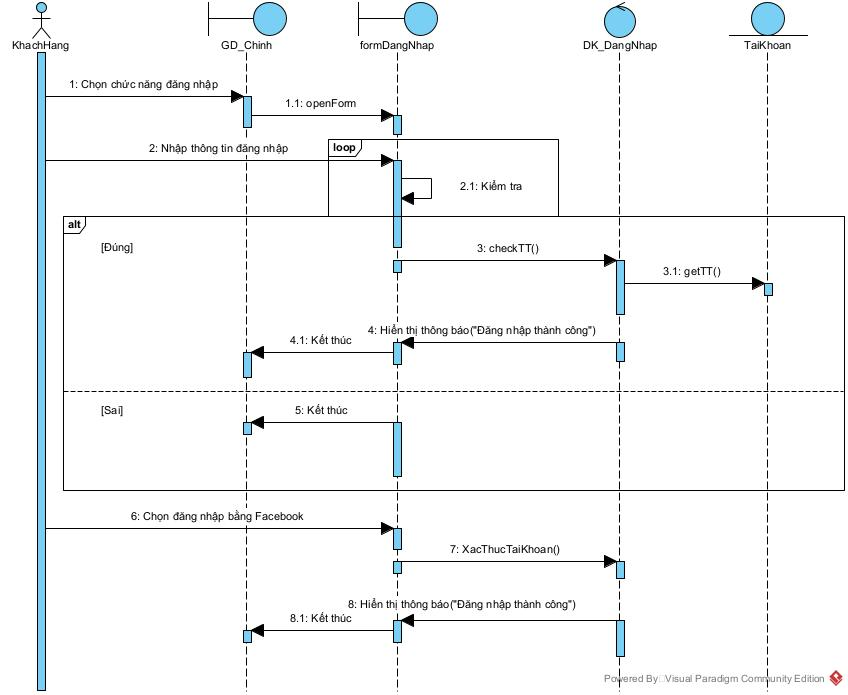 KhachHang
GD_Chinh
formDangNhap
DK_DangNhap
TaiKhoan
1: Chọn chức năng đăng nhập
1.1: openForm
loop
2: Nhập thông tin đăng nhập
2.1: Kiểm tra
alt
[Đúng]
3: checkTT()
3.1: getTT()
4: Hiển thị thông báo("Đăng nhập thành công")
4.1: Kết thúc
[Sai]
5: Kết thúc
6: Chọn đăng nhập bằng Facebook
7: XacThucTaiKhoan()
8: Hiển thị thông báo("Đăng nhập thành công")
8.1: Kết thúc
Powered By Visual Paradigm Community Edition